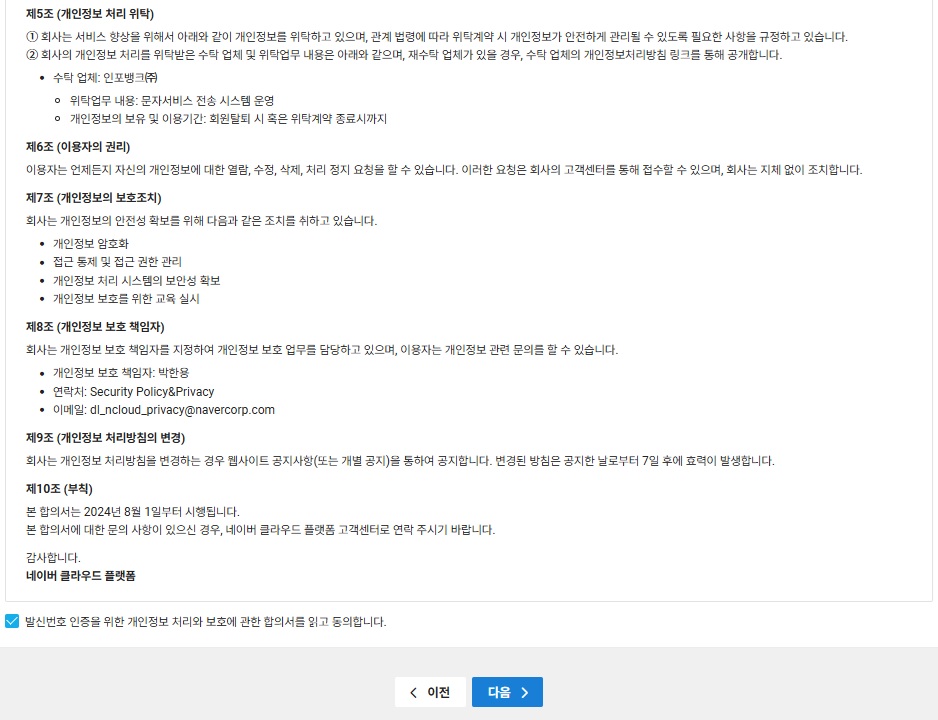 제5조 (개인정보 처리 위탁)
① 회사는 서비스 향상을 위해서 아래와 같이 개인정보를 위탁하고 있으며, 관계 법령에 따라 위탁계약 시 개인정보가 안전하게 관리될 수 있도록 필요한 사항을 규정하고 있습니다.
② 회사의 개인정보 처리를 위탁받은 수탁 업체 및 위탁업무 내용은 아래와 같으며, 재수탁 업체가 있을 경우, 수탁 업체의 개인정보처리방침 링크를 통해 공개합니다.
• 수탁 업체: 인포뱅크㈜
○ 위탁업무 내용: 문자서비스 전송 시스템 운영
○ 개인정보의 보유 및 이용기간: 회원탈퇴 시 혹은 위탁계약 종료시까지
제6조 (이용자의 권리)
이용자는 언제든지 자신의 개인정보에 대한 열람, 수정, 삭제, 처리 정지 요청을 할 수 있습니다. 이러한 요청은 회사의 고객센터를 통해 접수할 수 있으며, 회사는 지체 없이 조치합니다.
제7조 (개인정보의 보호조치)
회사는 개인정보의 안전성 확보를 위해 다음과 같은 조치를 취하고 있습니다.
• 개인정보 암호화
• 접근 통제 및 접근 권한 관리
• 개인정보 처리 시스템의 보안성 확보
• 개인정보 보호를 위한 교육 실시
제8조 (개인정보 보호 책임자)
회사는 개인정보 보호 책임자를 지정하여 개인정보 보호 업무를 담당하고 있으며, 이용자는 개인정보 관련 문의를 할 수 있습니다.
• 개인정보 보호 책임자: 박한용
• 연락처: Security Policy&Privacy
• 이메일: dl_ncloud_privacy@navercorp.com
제9조 (개인정보 처리방침의 변경)
회사는 개인정보 처리방침을 변경하는 경우 웹사이트 공지사항(또는 개별 공지)을 통하여 공지합니다. 변경된 방침은 공지한 날로부터 7일 후에 효력이 발생합니다.
제10조 (부칙)
본 합의서는 2024년 8월 1일부터 시행됩니다.
본 합의서에 대한 문의 사항이 있으신 경우, 네이버 클라우드 플랫폼 고객센터로 연락 주시기 바랍니다.
감사합니다.
네이버 클라우드 플랫폼
발신번호 인증을 위한 개인정보 처리와 보호에 관한 합의서를 읽고 동의합니다.
이전
다음